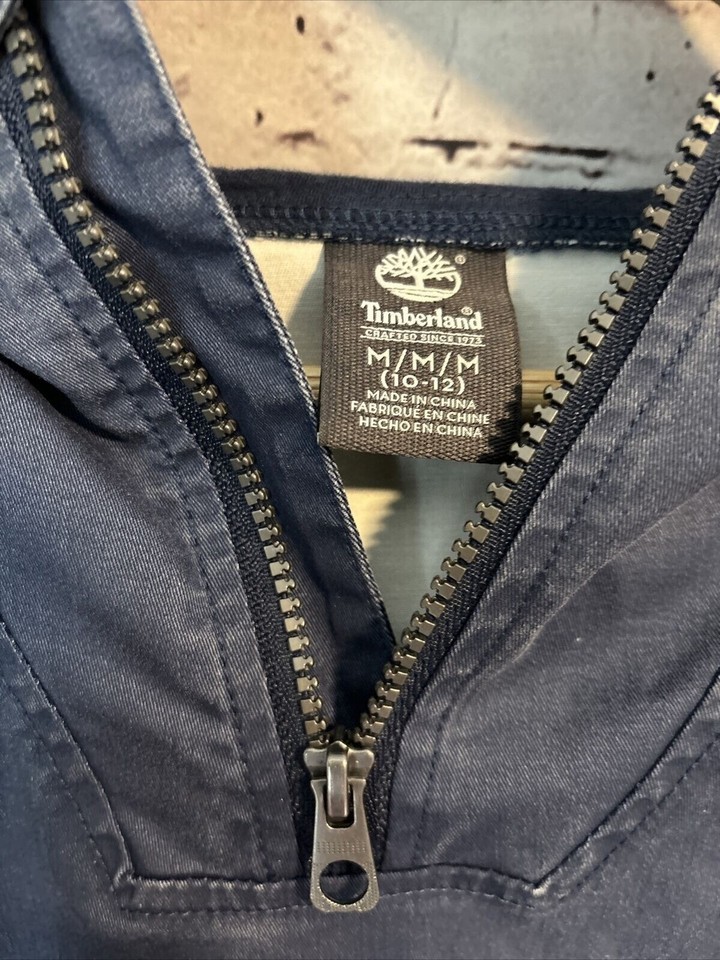 Timberland®
CRAFTED SINCE 1973
M/M/M
(10-12)
MADE IN CHINA
FABRIQUÉ EN CHINE
HECHO EN CHINA